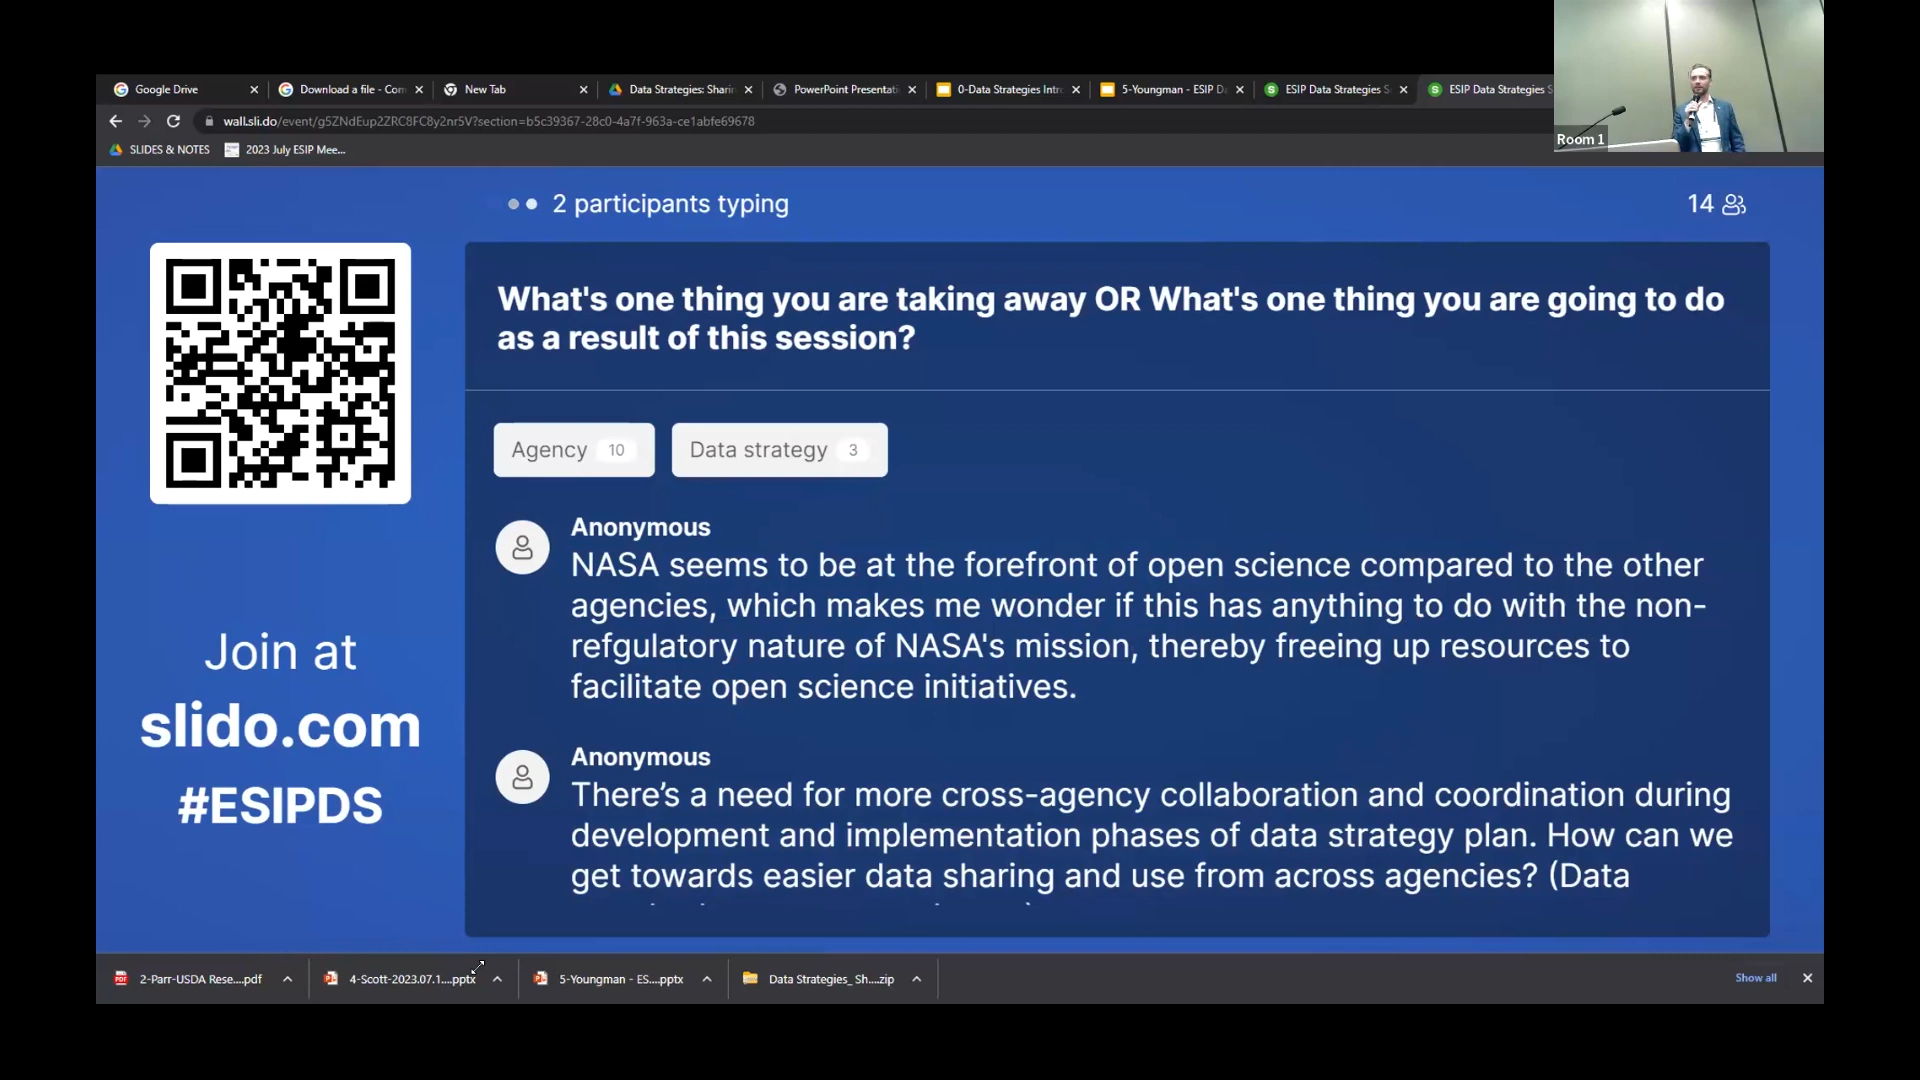 Google Drive
Download a file - Con
New Tab
Data Strategies: Sharin
PowerPoint Presentati
0-Data Strategies Intr
5-Youngman - ESIP D
ESIP Data Strategies S
ESIP Data Strategies S
wall.sli.do/event/g5ZNdEup2ZRC8FC8y2nr5V?section=b5c39367-28c0-4a7f-963a-ce1abfe69678
SLIDES & NOTES
2023 July ESIP Mee...
Room 1
2 participants typing
14
What's one thing you are taking away OR What's one thing you are going to do
as a result of this session?
Agency 10
Data strategy 3
Anonymous
NASA seems to be at the forefront of open science compared to the other
agencies, which makes me wonder if this has anything to do with the non-
refgulatory nature of NASA's mission, thereby freeing up resources to
facilitate open science initiatives.
Anonymous
There’s a need for more cross-agency collaboration and coordination during
development and implementation phases of data strategy plan. How can we
get towards easier data sharing and use from across agencies? (Data
Join at
slido.com
#ESIPDS
2-Parr-USDA Rese....pdf
4-Scott-2023.07.1....pptx
5-Youngman - ES....pptx
Data Strategies_ Sh....zip
Show all